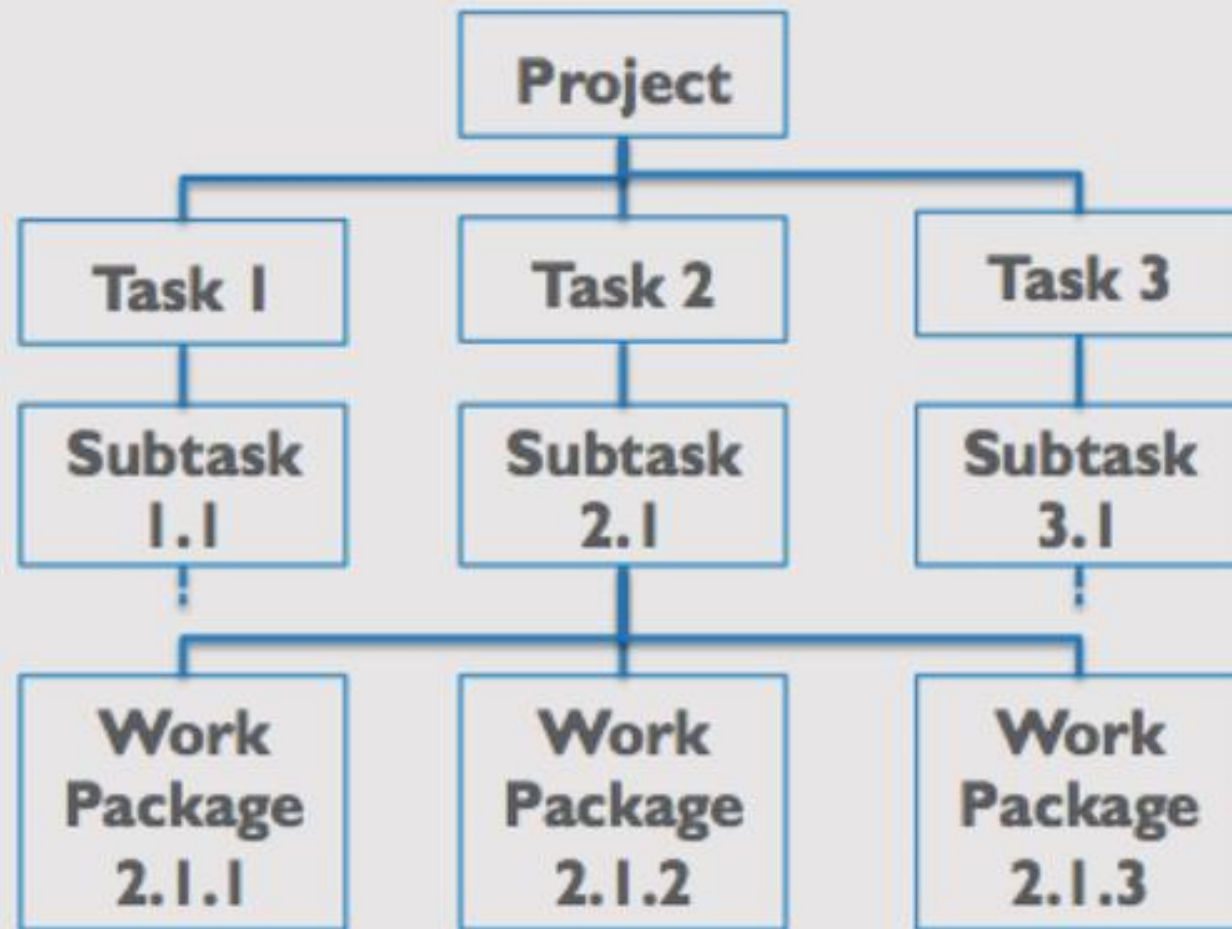 Project
Task 1
Task 2
Task 3
Subtask
1.1
Subtask
2.1
Subtask
3.1
Work
Package
2.1.1
Work
Package
2.1.2
Work
Package
2.1.3